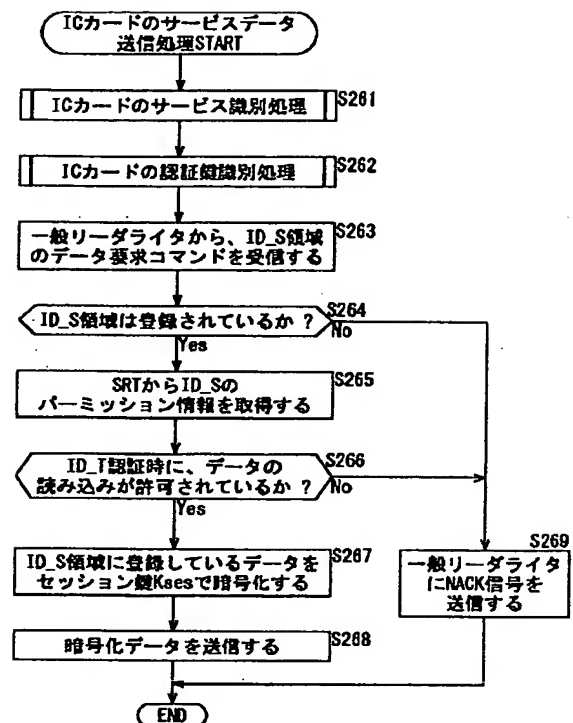 ICカードのサービスデータ
送信処理START
ICカードのサービス識別処理
S261
ICカードの認証鍵識別処理
S262
一般リーダライタから、ID_S領域
のデータ要求コマンドを受信する
S263
ID_S領域は登録されているか ?
S264
No
Yes
SRTからID_Sの
パーミッション情報を取得する
S265
ID_T認証時に、データの
読み込みが許可されているか ?
S266
No
Yes
ID_S領域に登録しているデータを
セッション鍵Ksesで暗号化する
S267
S269
一般リーダライタ
にNACK信号を
送信する
暗号化データを送信する
S268
END